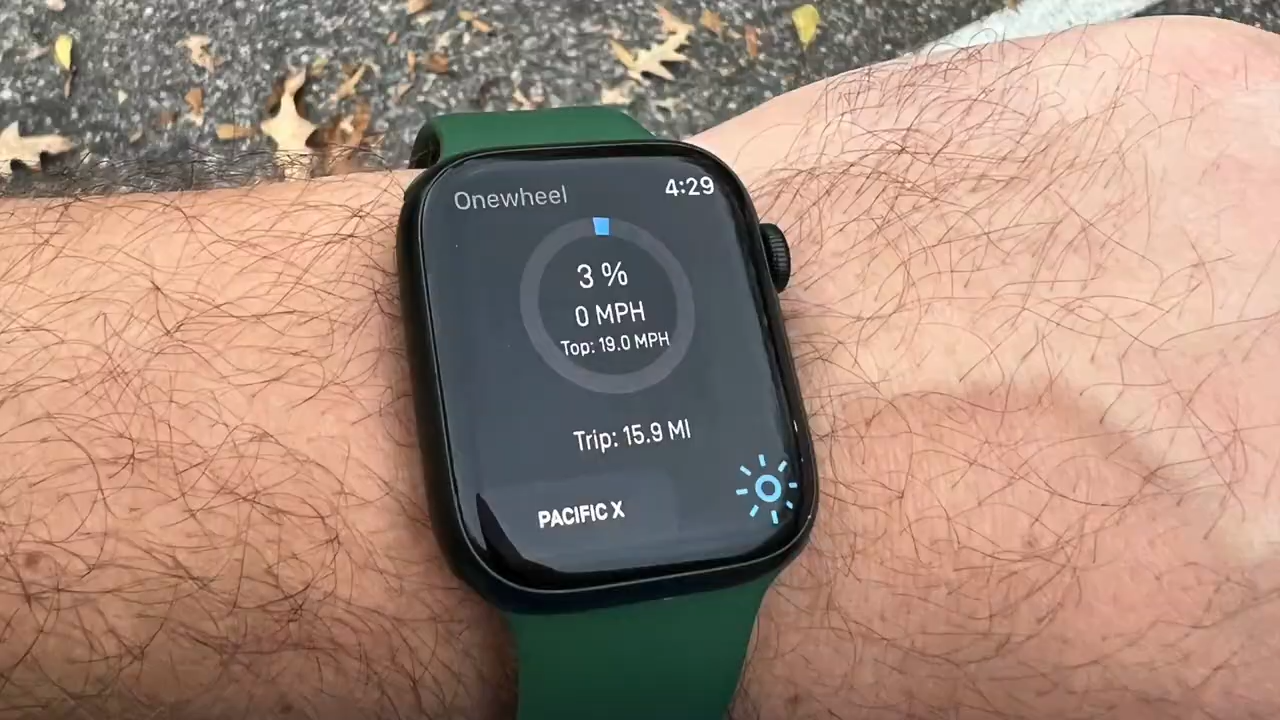 Onewheel 4:29
3 %
0 MPH
Top: 19.0 MPH
Trip: 15.9 MI
PACIFIC X